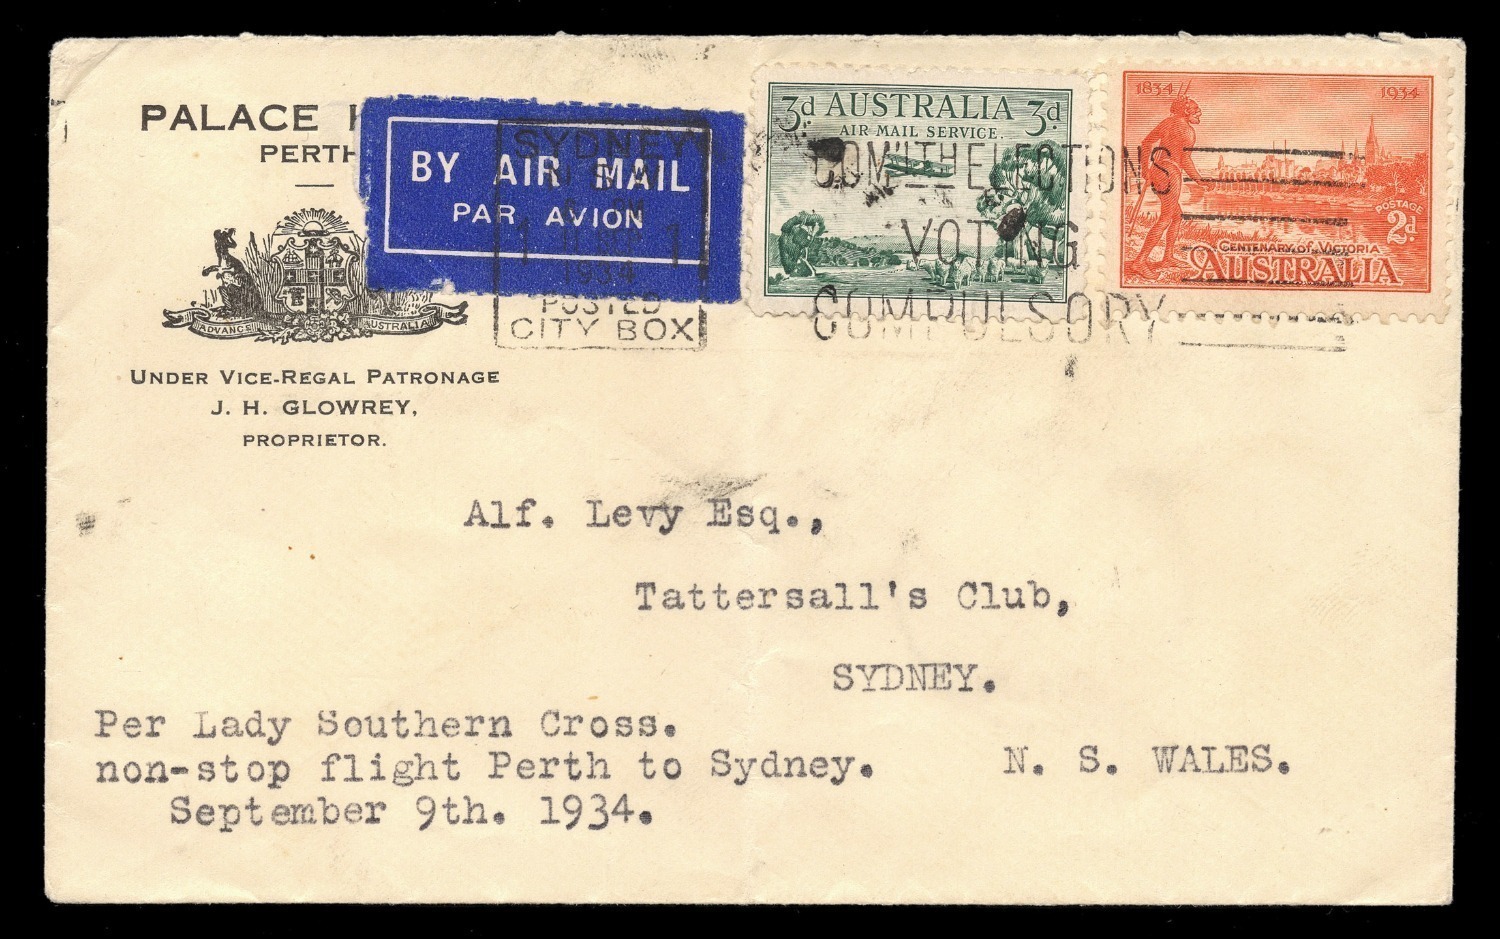 PALACE H
PERTH
ADVANCE AUSTRALIA
UNDER VICE-REGAL PATRONAGE
J. H. GLOWREY,
PROPRIETOR.
BY AIR MAIL
PAR AVION
SYDNEY
1934
POSTED
CITY BOX
3d AUSTRALIA 3d
AIR MAIL SERVICE.
1834 1934
POSTAGE
2d
CENTENARY of VICTORIA
AUSTRALIA
COM'LTH ELECTIONS
VOTING
COMPULSORY
Alf. Levy Esq.,
Tattersall's Club,
SYDNEY.
N. S. WALES.
Per Lady Southern Cross.
non-stop flight Perth to Sydney.
September 9th. 1934.